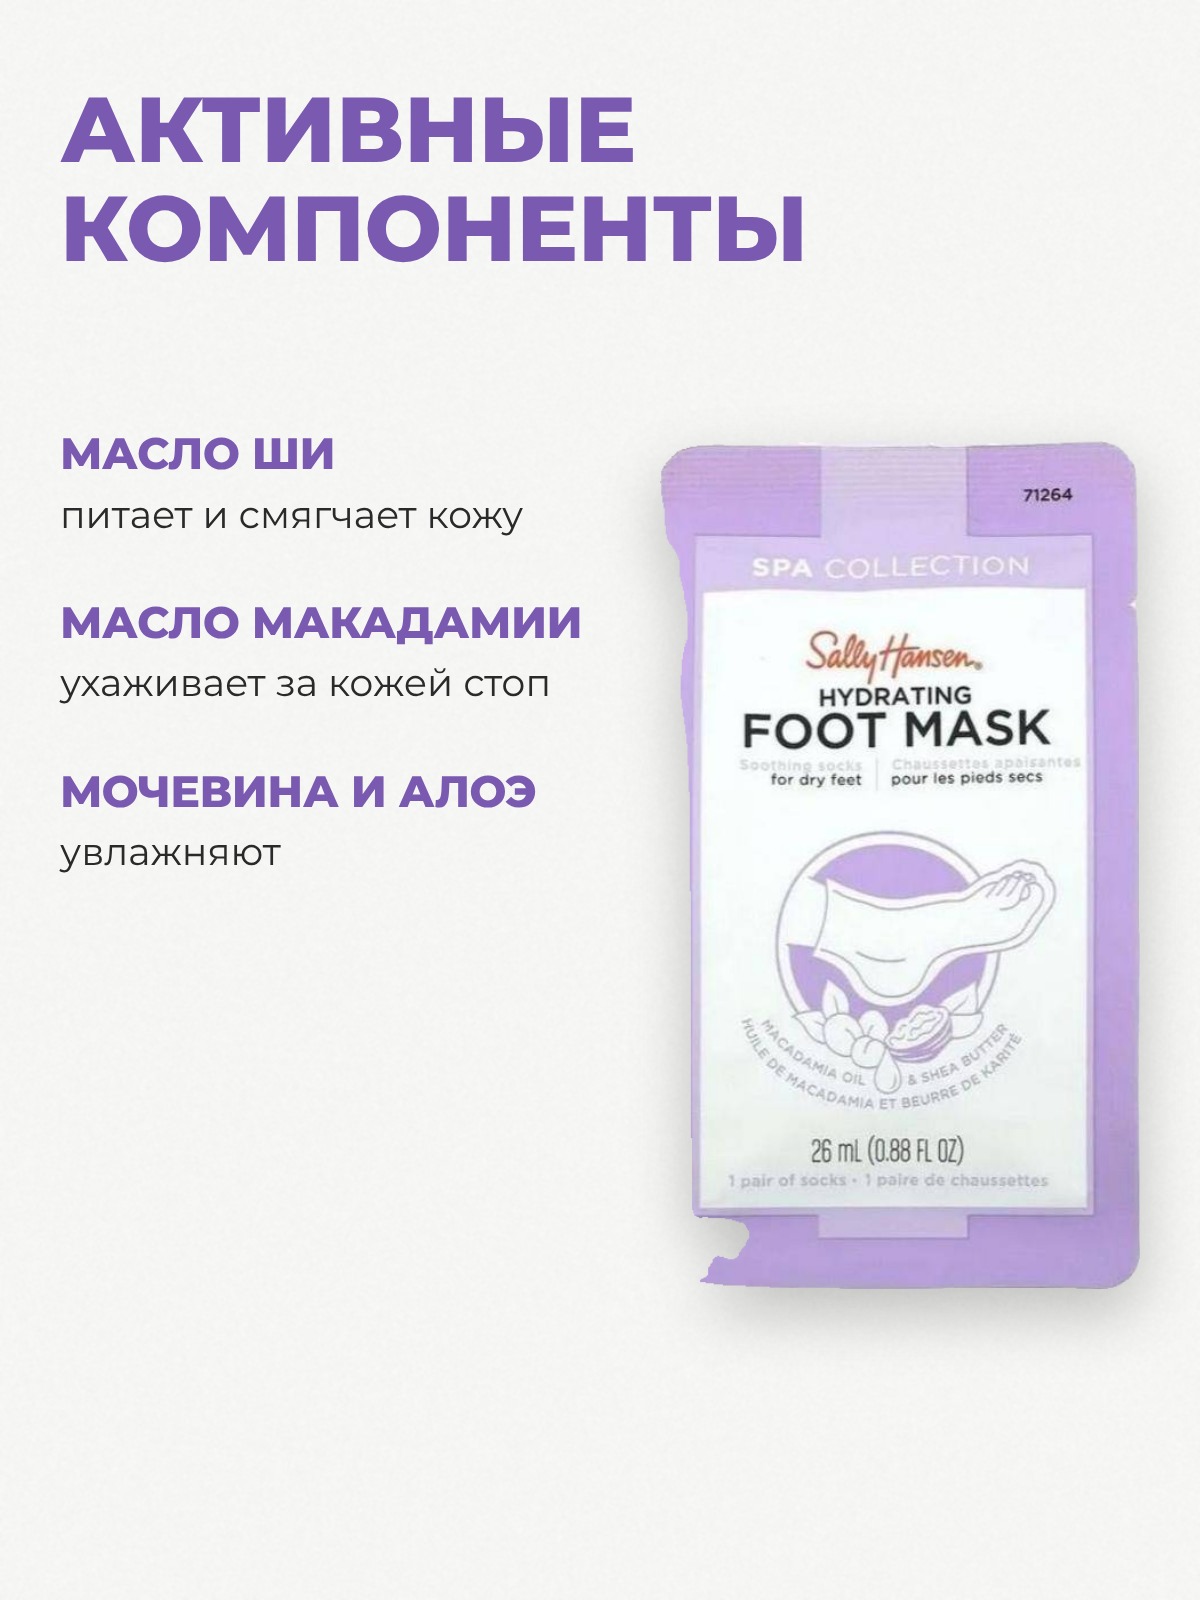 АКТИВНЫЕ
КОМПОНЕНТЫ
МАСЛО ШИ
питает и смягчает кожу
МАСЛО МАКАДАМИИ
ухаживает за кожей стоп
МОЧЕВИНА И АЛОЭ
увлажняют
71264
SPA COLLECTION
Sally Hansen®
HYDRATING
FOOT MASK
Soothing socks
for dry feet
Chaussettes apaisantes
pour les pieds secs
MACADAMIA OIL & SHEA BUTTER
HUILE DE MACADAMIA ET BEURRE DE KARITÉ
26 mL (0.88 FL OZ)
1 pair of socks • 1 paire de chaussettes